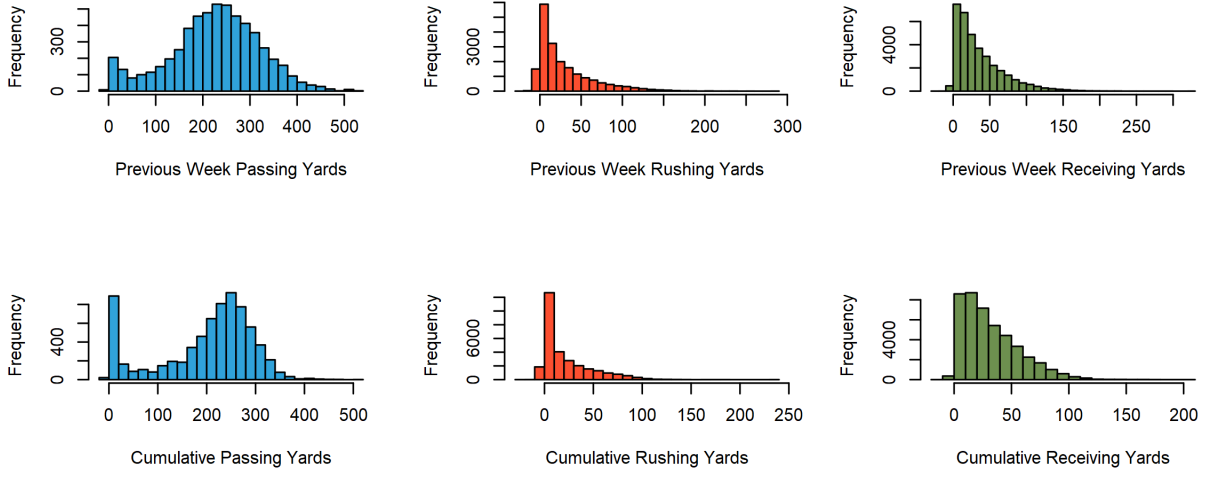 Frequency
300
0
0 100 200 300 400 500
Previous Week Passing Yards
Frequency
3000
0
0 50 100 200 300
Previous Week Rushing Yards
Frequency
4000
0
0 50 150 250
Previous Week Receiving Yards
Frequency
400
0
0 100 200 300 400 500
Cumulative Passing Yards
Frequency
6000
0
0 50 100 150 200 250
Cumulative Rushing Yards
Frequency
4000
0
0 50 100 150 200
Cumulative Receiving Yards